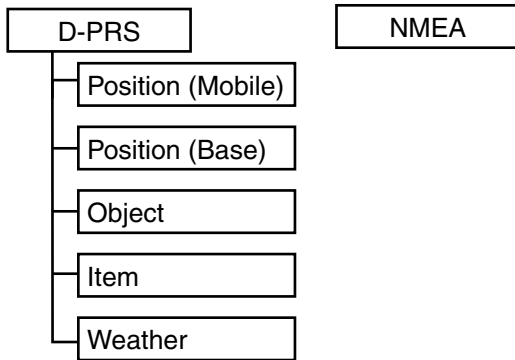 D-PRS
NMEA
Position (Mobile)
Position (Base)
Object
Item
Weather